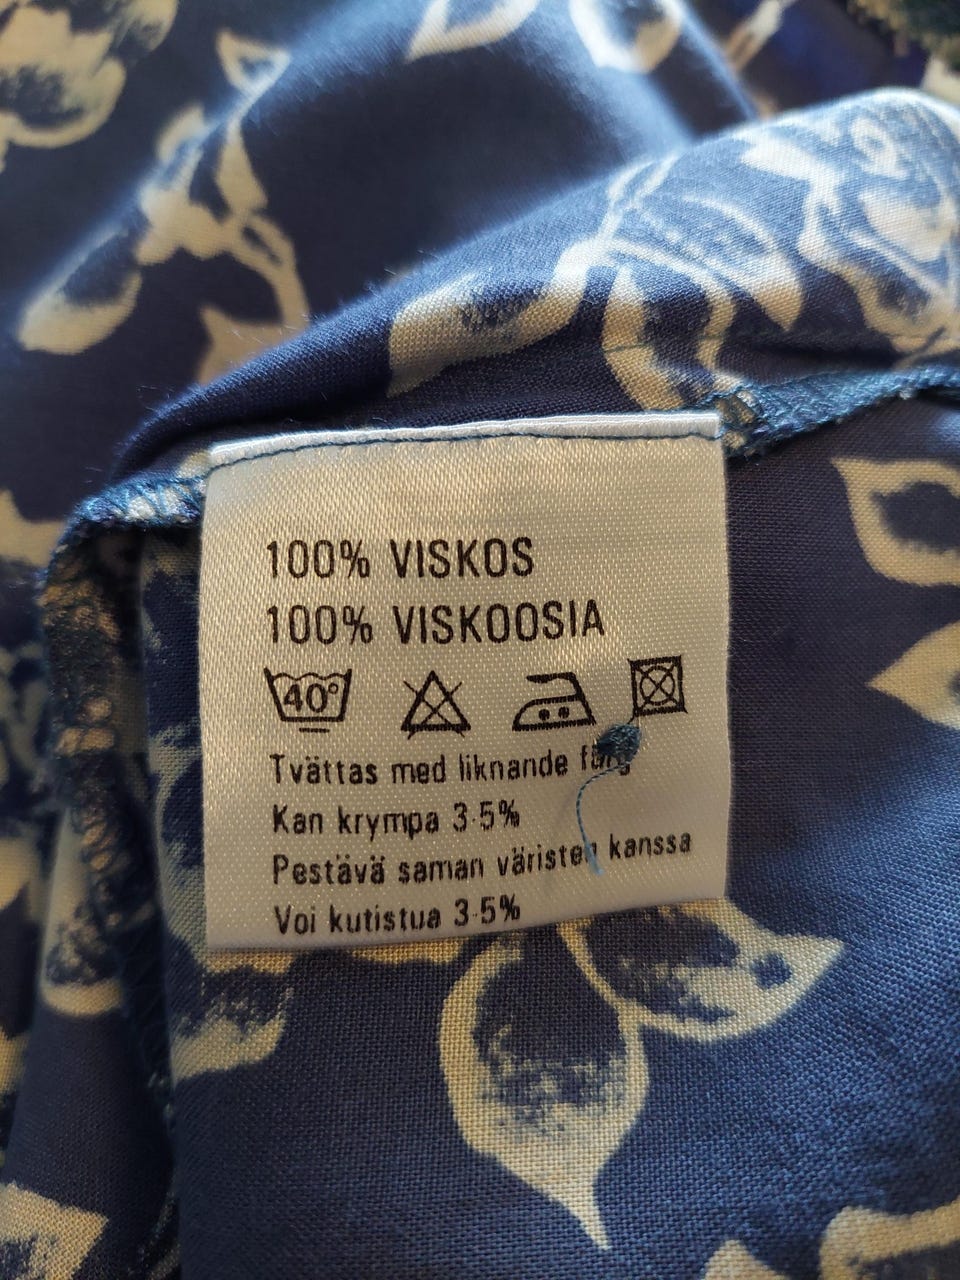 100% VISKOS
100% VISKOOSIA
40°
Tvättas med liknande färg
Kan krympa 3-5%
Pestävä saman väristen kanssa
Voi kutistua 3-5%